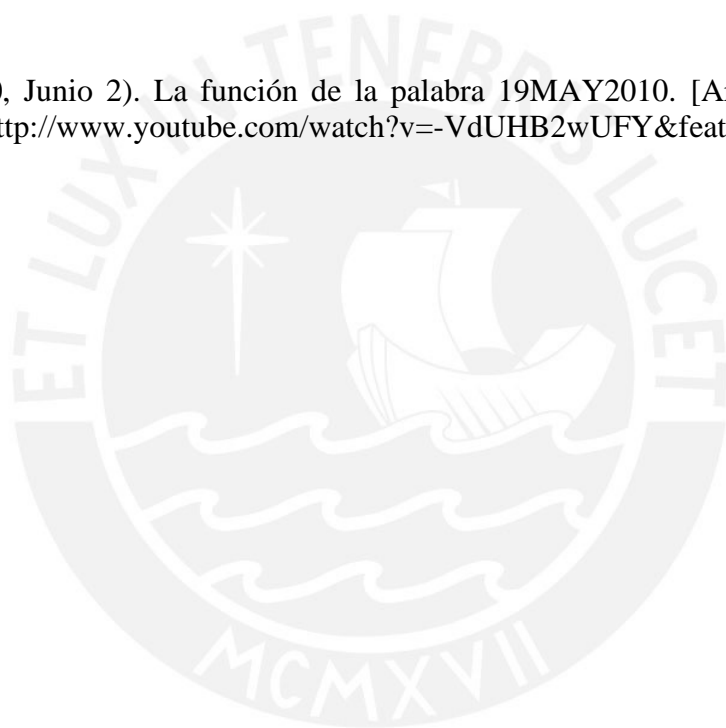 , Junio 2). La función de la palabra 19MAY2010. [A
ttp://www.youtube.com/watch?v=-VdUHB2wUFY&feat
ET LUX IN TENEBRIS LUCET
MCMXVII